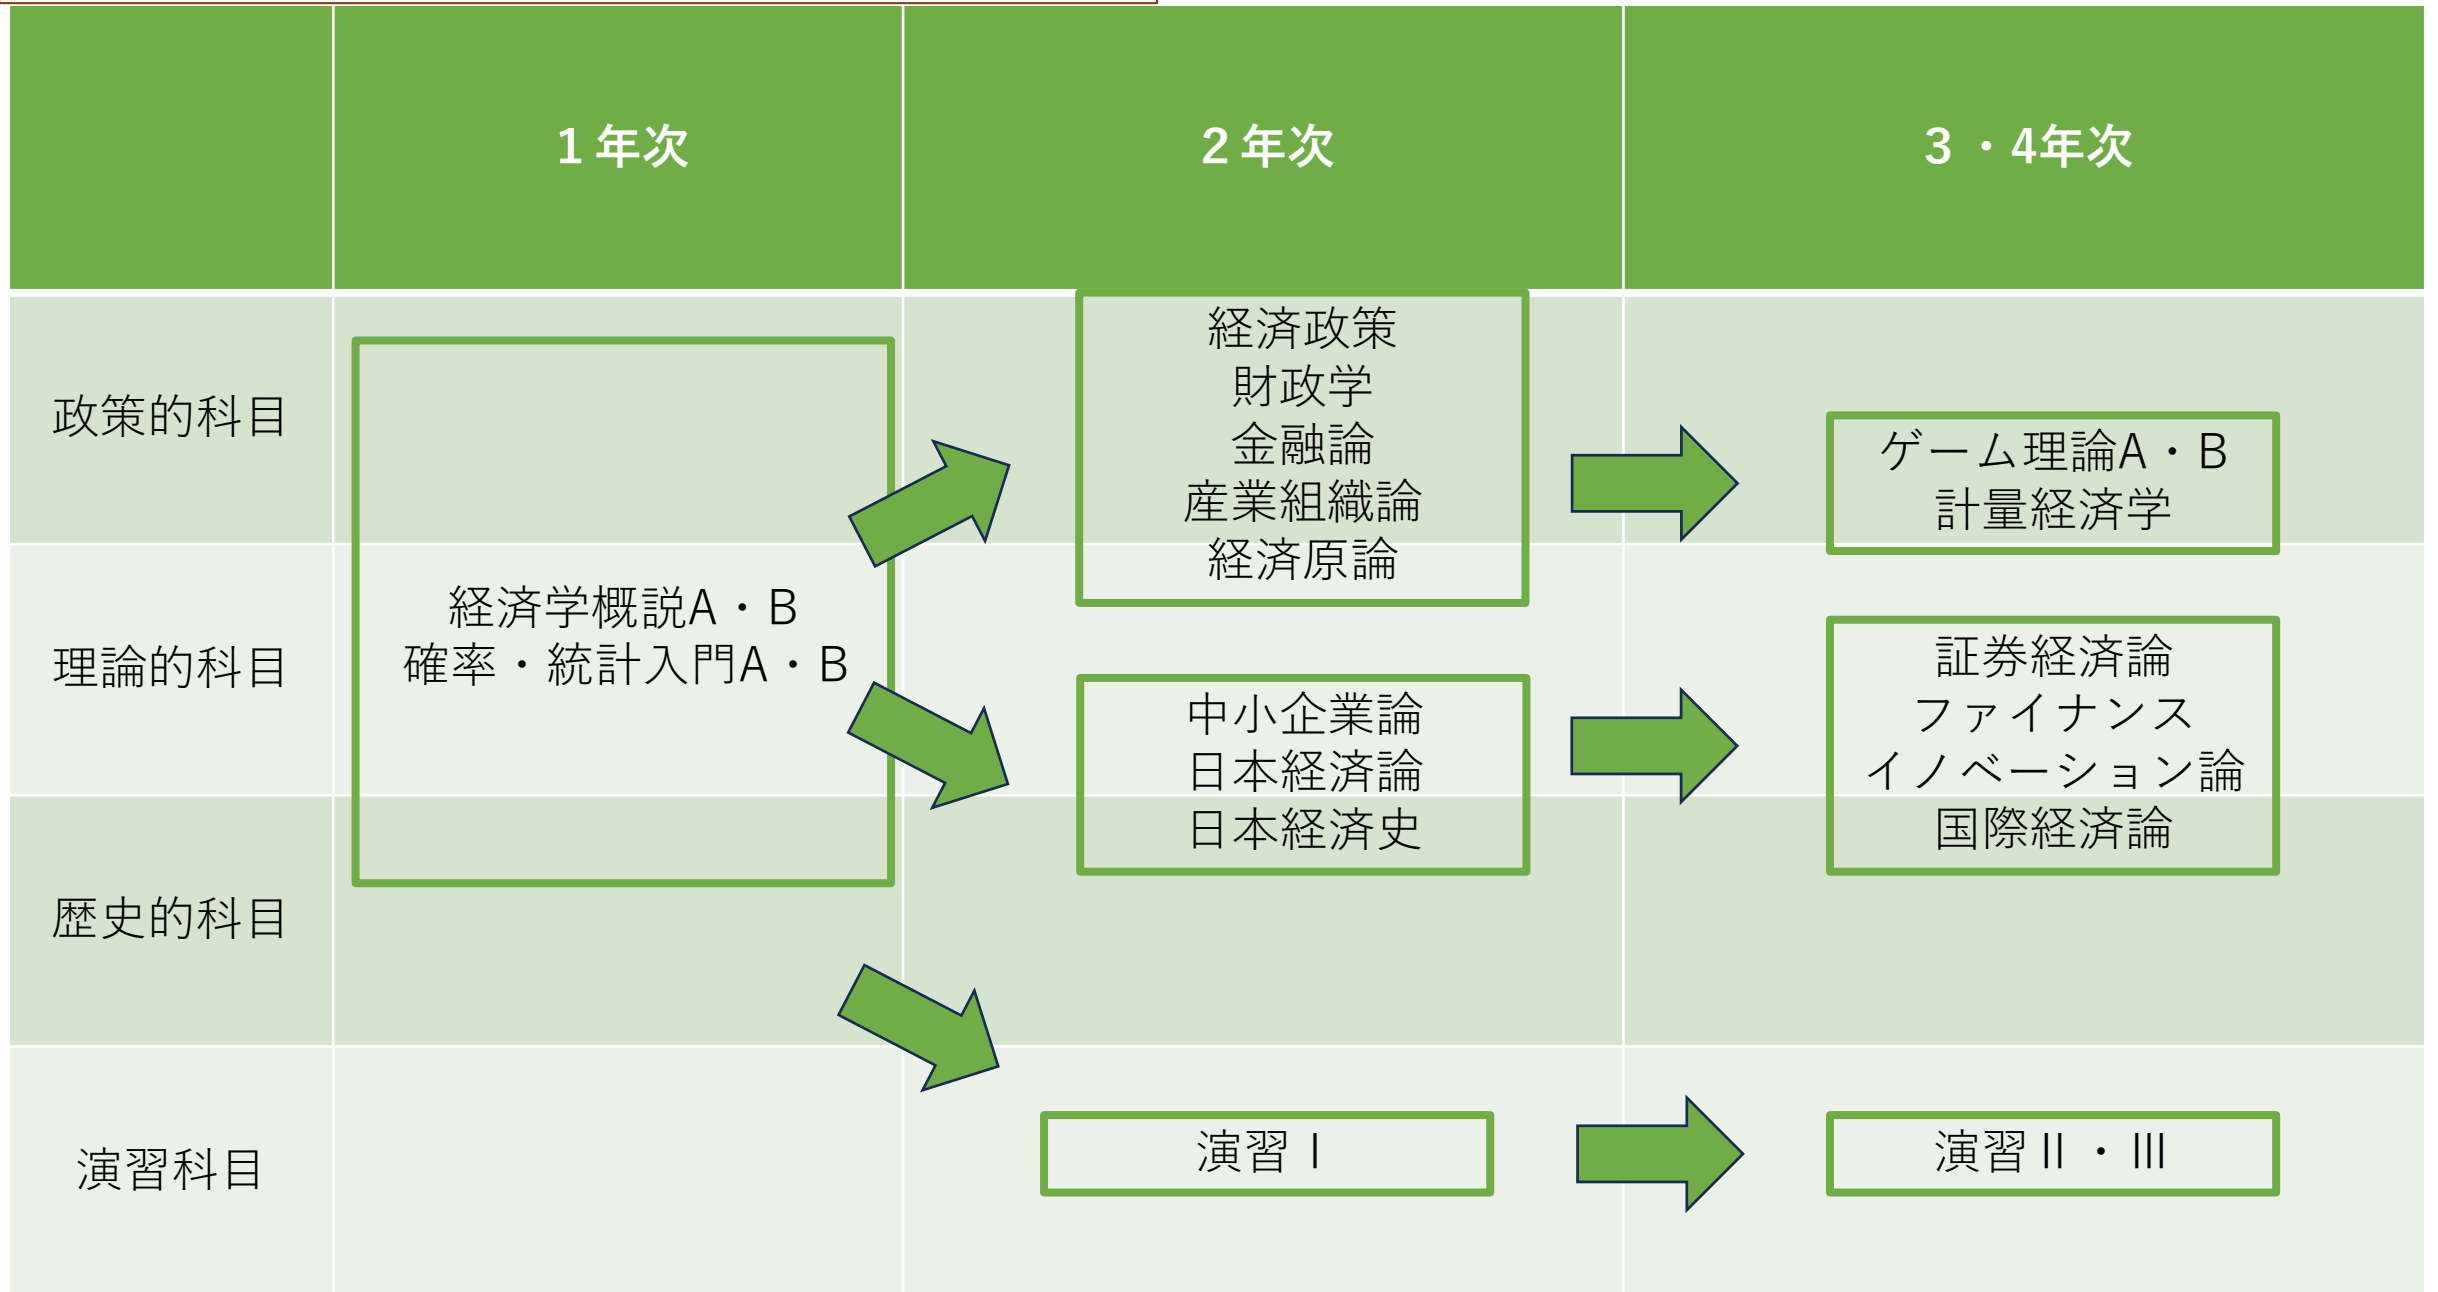 1年次
2年次
3・4年次
政策的科目
理論的科目
歴史的科目
演習科目
経済学概説A・B
確率・統計入門A・B
経済政策
財政学
金融論
産業組織論
経済原論
中小企業論
日本経済論
日本経済史
演習Ⅰ
ゲーム理論A・B
計量経済学
証券経済論
ファイナンス
イノベーション論
国際経済論
演習Ⅱ・Ⅲ